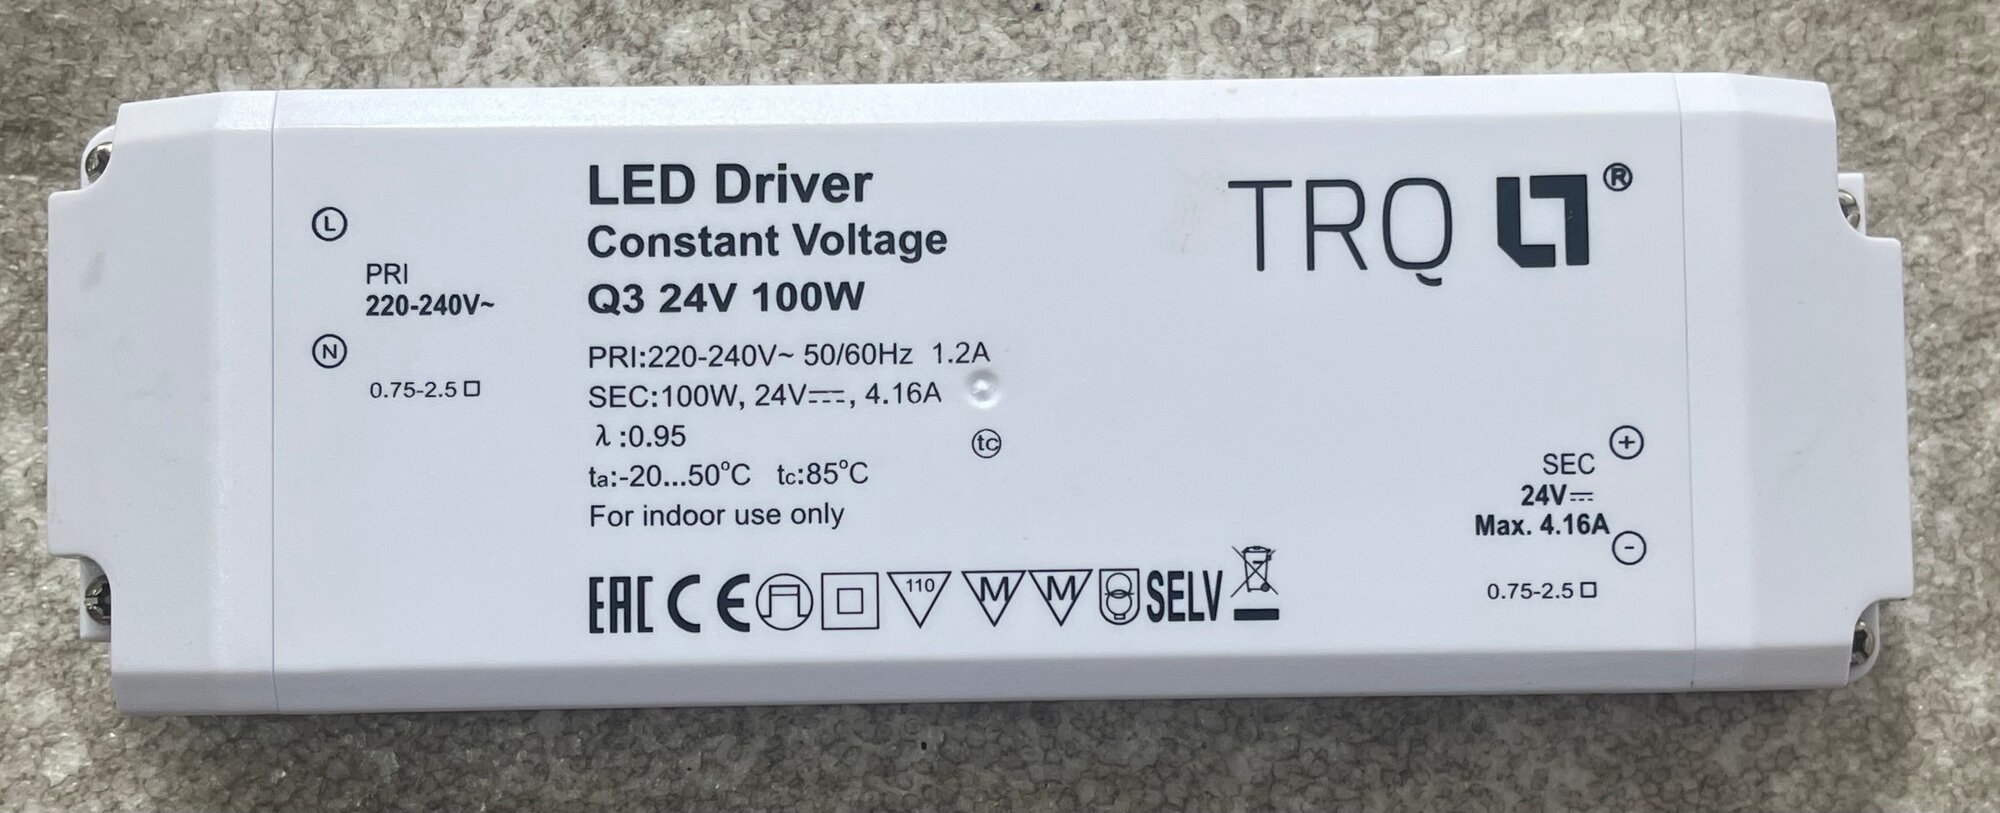 L
PRI
220-240V~
N
0.75-2.5 □
LED Driver
Constant Voltage
Q3 24V 100W
PRI:220-240V~ 50/60Hz 1.2A
SEC:100W, 24V⎓, 4.16A
λ:0.95
tc
ta:-20...50°C tc:85°C
For indoor use only
EAC CE 110 M M SELV
TRQ ®
+
SEC
24V⎓
Max. 4.16A
-
0.75-2.5 □